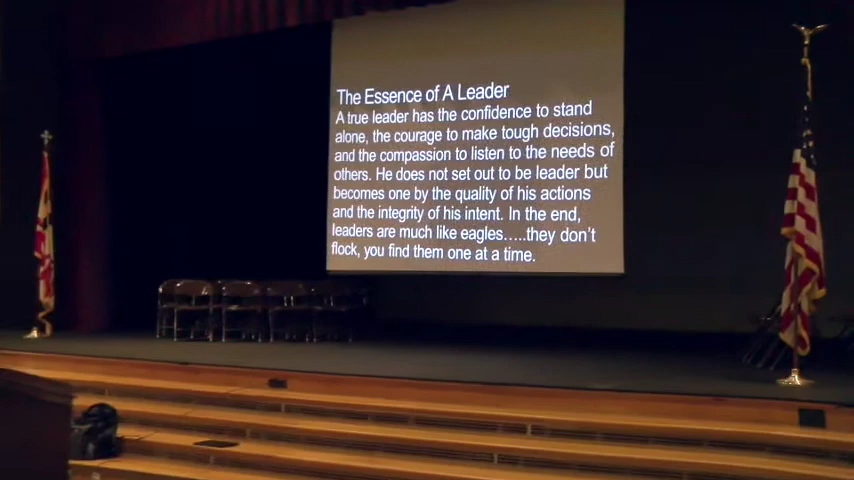 The Essence of A Leader
A true leader has the confidence to stand
alone, the courage to make tough decisions,
and the compassion to listen to the needs of
others. He does not set out to be leader but
becomes one by the quality of his actions
and the integrity of his intent. In the end,
leaders are much like eagles.....they don't
flock, you find them one at a time.